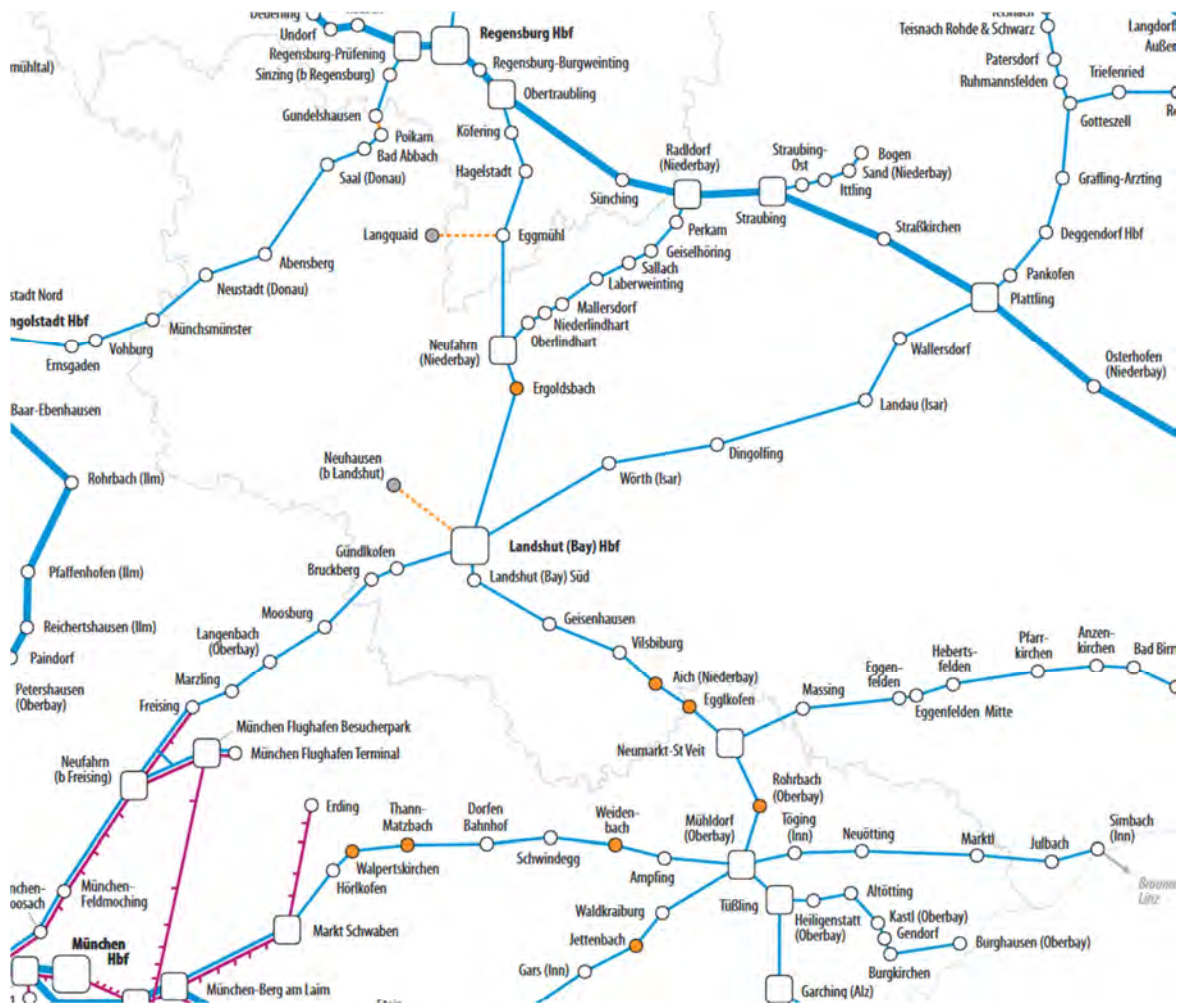 Deuerling
Undorf
Regensburg Hbf
Regensburg-Prüfening
Sinzing (b Regensburg)
Regensburg-Burgweinting
Obertraubling
Teisnach
Teisnach Rohde & Schwarz
Langdorf
Patersdorf
Ruhmannsfelden
Triefenried
Gotteszell
mühltal)
Gundelshausen
Poikam
Bad Abbach
Saal (Donau)
Köfering
Hagelstadt
Radldorf
(Niederbay)
Straubing-
Ost
Bogen
Sand (Niederbay)
Ittling
Grafling-Arzting
Sünching
Straubing
Langquaid
Eggmühl
Perkam
Geiselhöring
Straßkirchen
Deggendorf Hbf
Abensberg
Sallach
Laberweinting
Pankofen
Neustadt (Donau)
stadt Nord
ngolstadt Hbf
Münchsmünster
Mallersdorf
Niederlindhart
Oberlindhart
Plattling
Vohburg
Ernsgaden
Neufahrn
(Niederbay)
Wallersdorf
Osterhofen
(Niederbay)
Ergoldsbach
Baar-Ebenhausen
Landau (Isar)
Neuhausen
(b Landshut)
Dingolfing
Rohrbach (Ilm)
Wörth (Isar)
Gündlkofen
Bruckberg
Landshut (Bay) Hbf
Pfaffenhofen (Ilm)
Landshut (Bay) Süd
Moosburg
Geisenhausen
Reichertshausen (Ilm)
Langenbach
(Oberbay)
Vilsbiburg
Pfarr-
kirchen
Anzen-
kirchen
Paindorf
Heberts-
felden
Bad Birn
Petershausen
(Oberbay)
Marzling
Aich (Niederbay)
Eggen-
felden
Freising
Egglkofen
Massing
Eggenfelden Mitte
München Flughafen Besucherpark
Neumarkt-St Veit
Neufahrn
(b Freising)
München Flughafen Terminal
Rohrbach
(Oberbay)
Erding
Thann-
Matzbach
Dorfen
Bahnhof
Weiden-
bach
Mühldorf
(Oberbay)
Töging
(Inn)
Neuötting
Marktl
Simbach
(Inn)
Julbach
Walpertskirchen
Schwindegg
Hörlkofen
Ampfing
München-
Feldmoching
Linz
Waldkraiburg
Tüßling
Altötting
Heiligenstatt
(Oberbay)
Kastl (Oberbay)
Gendorf
Burghausen (Oberbay)
Markt Schwaben
Jettenbach
München
Hbf
Gars (Inn)
Burgkirchen
München-Berg am Laim
Garching (Alz)